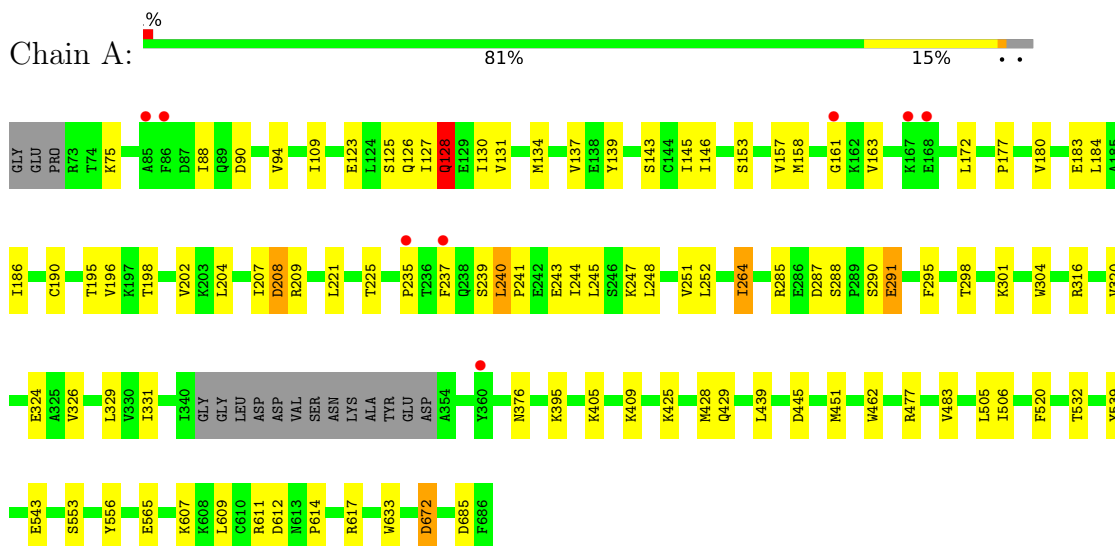 %
Chain A:
81% 15% • •
GLY GLU PRO R73 T74 K75 A85 F86 D87 I88 Q89 D90 V94 I109 E123 L124 S125 Q126 I127 Q128 E129 I130 V131 M134 V137 E138 Y139 S143 C144 I145 I146 S153 V157 M158 G161 K162 V163 K167 E168 L172 P177 V180 E183 L184 A185
I186 C190 T195 V196 K197 T198 V202 K203 L204 I207 D208 R209 L221 T225 P235 T236 F237 Q238 S239 L240 P241 E242 E243 I244 L245 S246 K247 L248 V251 L252 I264 R285 E286 D287 S288 P289 S290 E291 F295 T298 K301 W304 R316
E324 A325 V326 L329 V330 I331 I340 GLY GLY LEU ASP ASP VAL SER ASN LYS ALA TYR GLU ASP A354 Y360 N376 K395 K405 K409 K425 M428 Q429 L439 D445 M451 W462 R477 V483 L505 I506 F520 T532
E543 S553 Y556 E565 K607 K608 L609 C610 R611 D612 N613 P614 R617 W633 D672 D685 F686